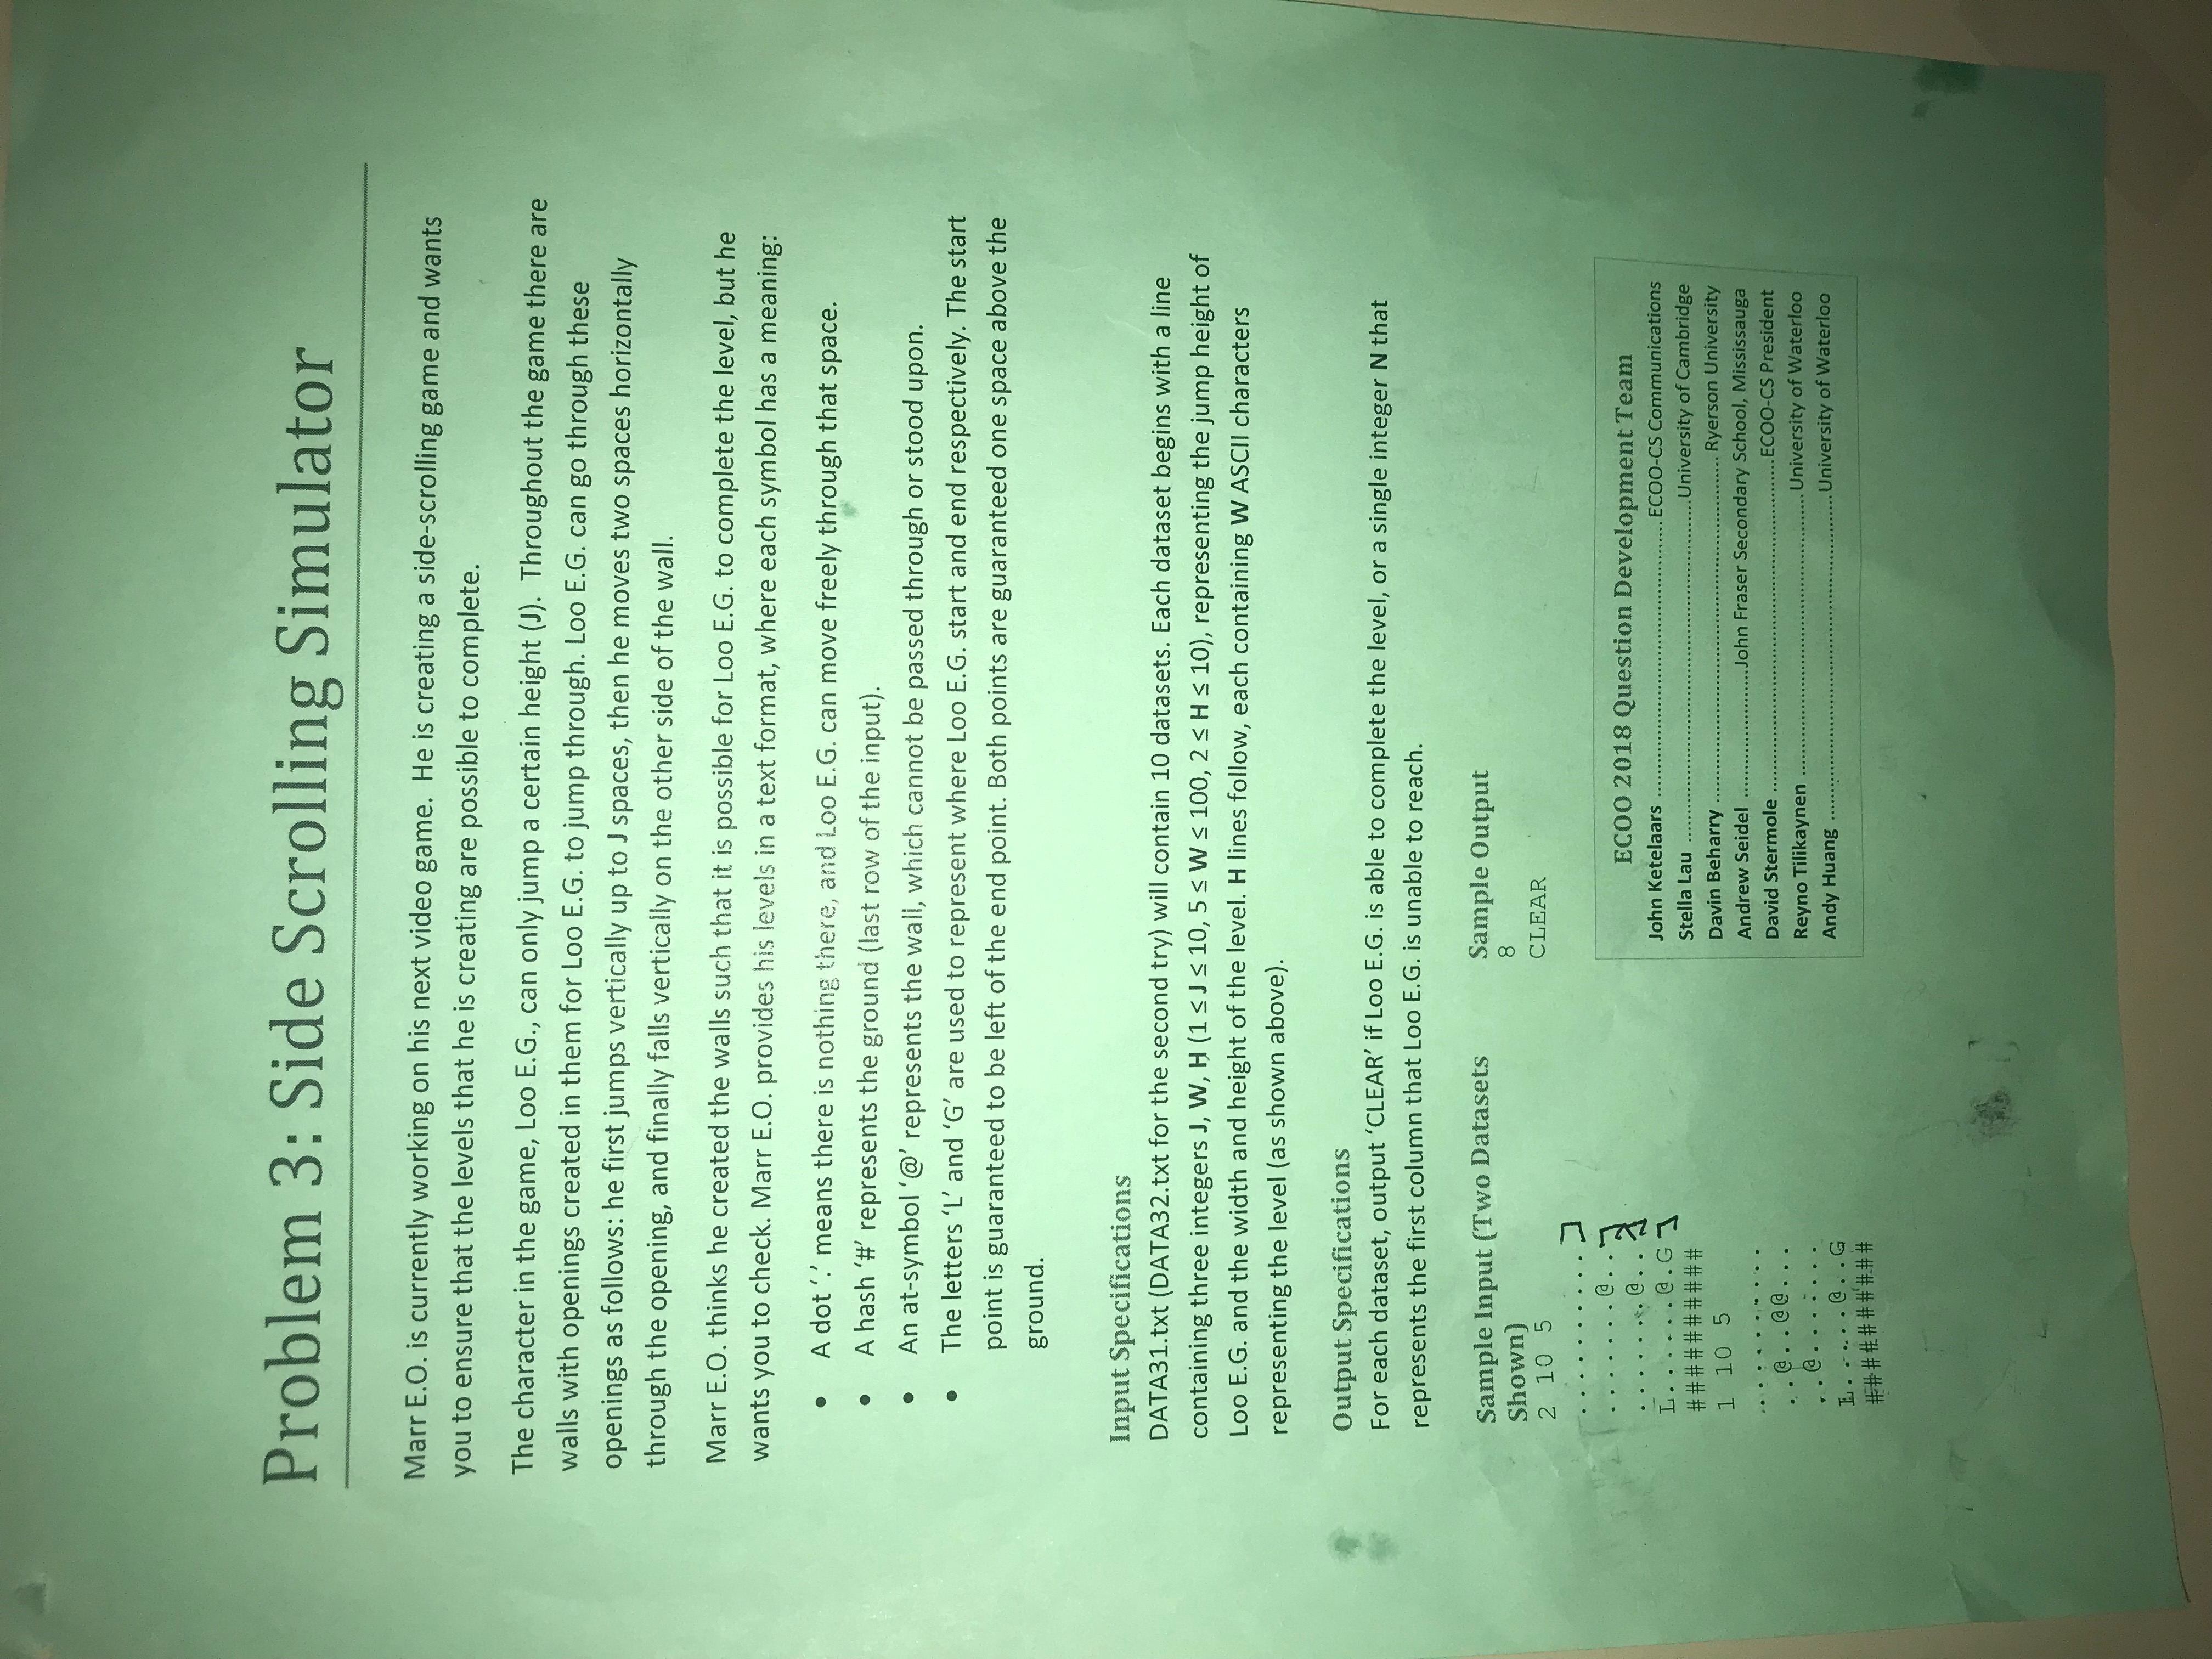 Problem 3: Side Scrolling Simulator
Marr E.O. is currently working on his next video game. He is creating a side-scrolling game and wants
you to ensure that the levels that he is creating are possible to complete.
The character in the game, Loo E.G., can only jump a certain height (J). Throughout the game there are
walls with openings created in them for Loo E.G. to jump through. Loo E.G. can go through these
openings as follows: he first jumps vertically up to J spaces, then he moves two spaces horizontally
through the opening, and finally falls vertically on the other side of the wall.
Marr E.O. thinks he created the walls such that it is possible for Loo E.G. to complete the level, but he
wants you to check. Marr E.O. provides his levels in a text format, where each symbol has a meaning:
• A dot ‘.’ means there is nothing there, and Loo E.G. can move freely through that space.
• A hash ‘#’ represents the ground (last row of the input).
• An at-symbol ‘@’ represents the wall, which cannot be passed through or stood upon.
• The letters ‘L’ and ‘G’ are used to represent where Loo E.G. start and end respectively. The start
point is guaranteed to be left of the end point. Both points are guaranteed one space above the
ground.
Input Specifications
DATA31.txt (DATA32.txt for the second try) will contain 10 datasets. Each dataset begins with a line
containing three integers J, W, H (1 ≤ J ≤ 10, 5 ≤ W ≤ 100, 2 ≤ H ≤ 10), representing the jump height of
Loo E.G. and the width and height of the level. H lines follow, each containing W ASCII characters
representing the level (as shown above).
Output Specifications
For each dataset, output ‘CLEAR’ if Loo E.G. is able to complete the level, or a single integer N that
represents the first column that Loo E.G. is unable to reach.
Sample Input (Two Datasets
Shown)
2 10 5
..........
.......@..
.......@..
L......@.G
##########
1 10 5
..........
..@..@@...
..@.......
L.....@..G
##########
Sample Output
8
CLEAR
ECOO 2018 Question Development Team
John Ketelaars ........................................ ECOO-CS Communications
Stella Lau ..................................................University of Cambridge
Davin Beharry .................................................... Ryerson University
Andrew Seidel ......................John Fraser Secondary School, Mississauga
David Stermole ..................................................ECOO-CS President
Reyno Tilikaynen ..........................................University of Waterloo
Andy Huang ................................................University of Waterloo